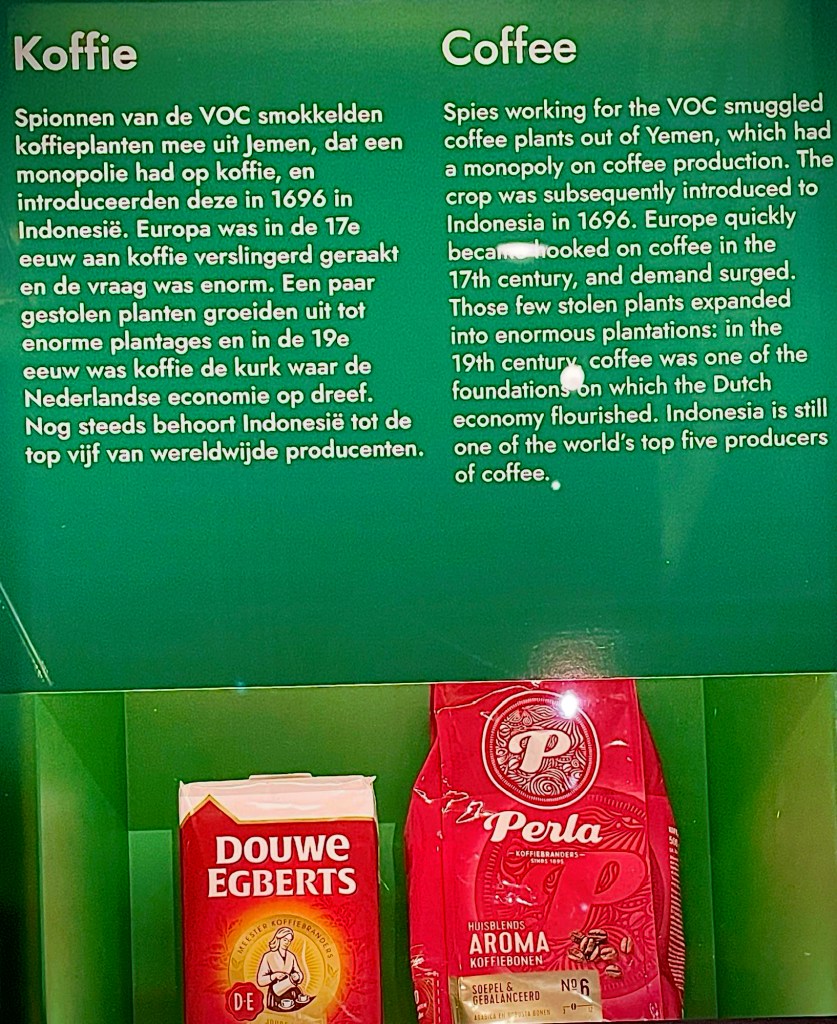 Koffie
Spionnen van de VOC smokkelden
koffieplanten mee uit Jemen, dat een
monopolie had op koffie, en
introduceerden deze in 1696 in
Indonesië. Europa was in de 17e
eeuw aan koffie verslingerd geraakt
en de vraag was enorm. Een paar
gestolen planten groeiden uit tot
enorme plantages en in de 19e
eeuw was koffie de kurk waar de
Nederlandse economie op dreef.
Nog steeds behoort Indonesië tot de
top vijf van wereldwijde producenten.
Coffee
Spies working for the VOC smuggled
coffee plants out of Yemen, which had
a monopoly on coffee production. The
crop was subsequently introduced to
Indonesia in 1696. Europe quickly
became hooked on coffee in the
17th century, and demand surged.
Those few stolen plants expanded
into enormous plantations: in the
19th century, coffee was one of the
foundations on which the Dutch
economy flourished. Indonesia is still
one of the world's top five producers
of coffee.
DOUWE
EGBERTS
MEESTER KOFFIEBRANDERS
D·E
P
Perla
KOFFIEBRANDERS
SINDS 1895
HUISBLENDS
AROMA
KOFFIEBONEN
SOEPEL &
GEBALANCEERD
Nº6
ARABICA EN ROBUSTA BONEN